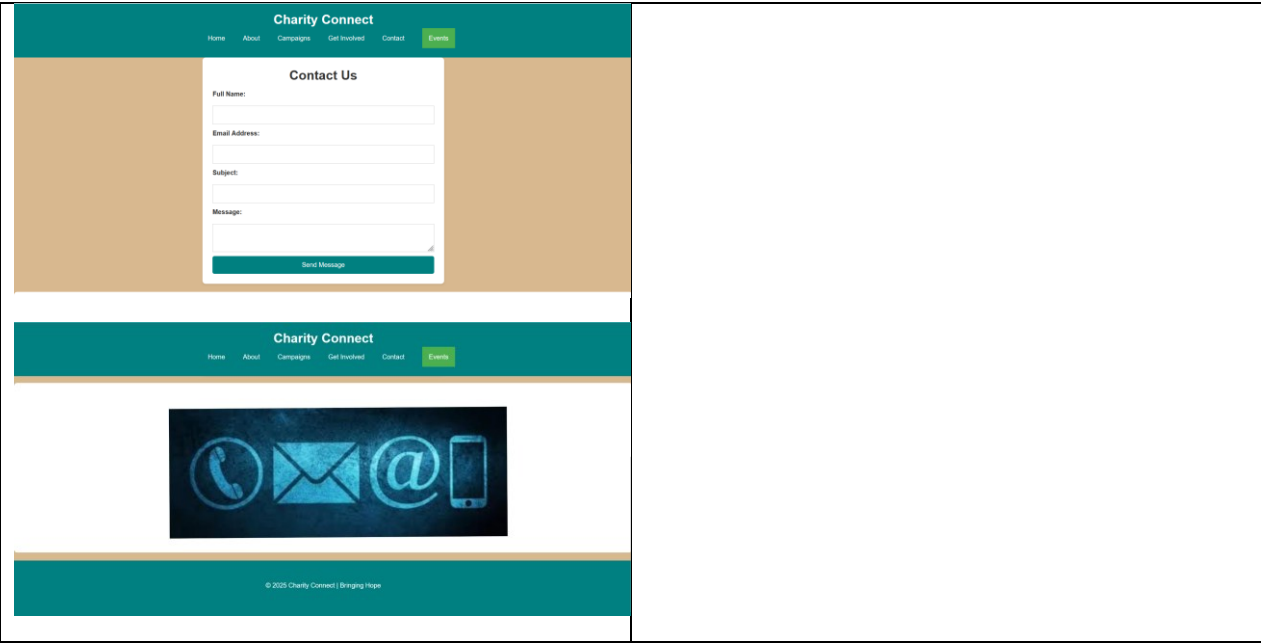 Charity Connect
Home About Campaigns Get Involved Contact Events
Contact Us
Full Name:
Email Address:
Subject:
Message:
Send Message
Charity Connect
Home About Campaigns Get Involved Contact Events
@
© 2025 Charity Connect | Bringing Hope